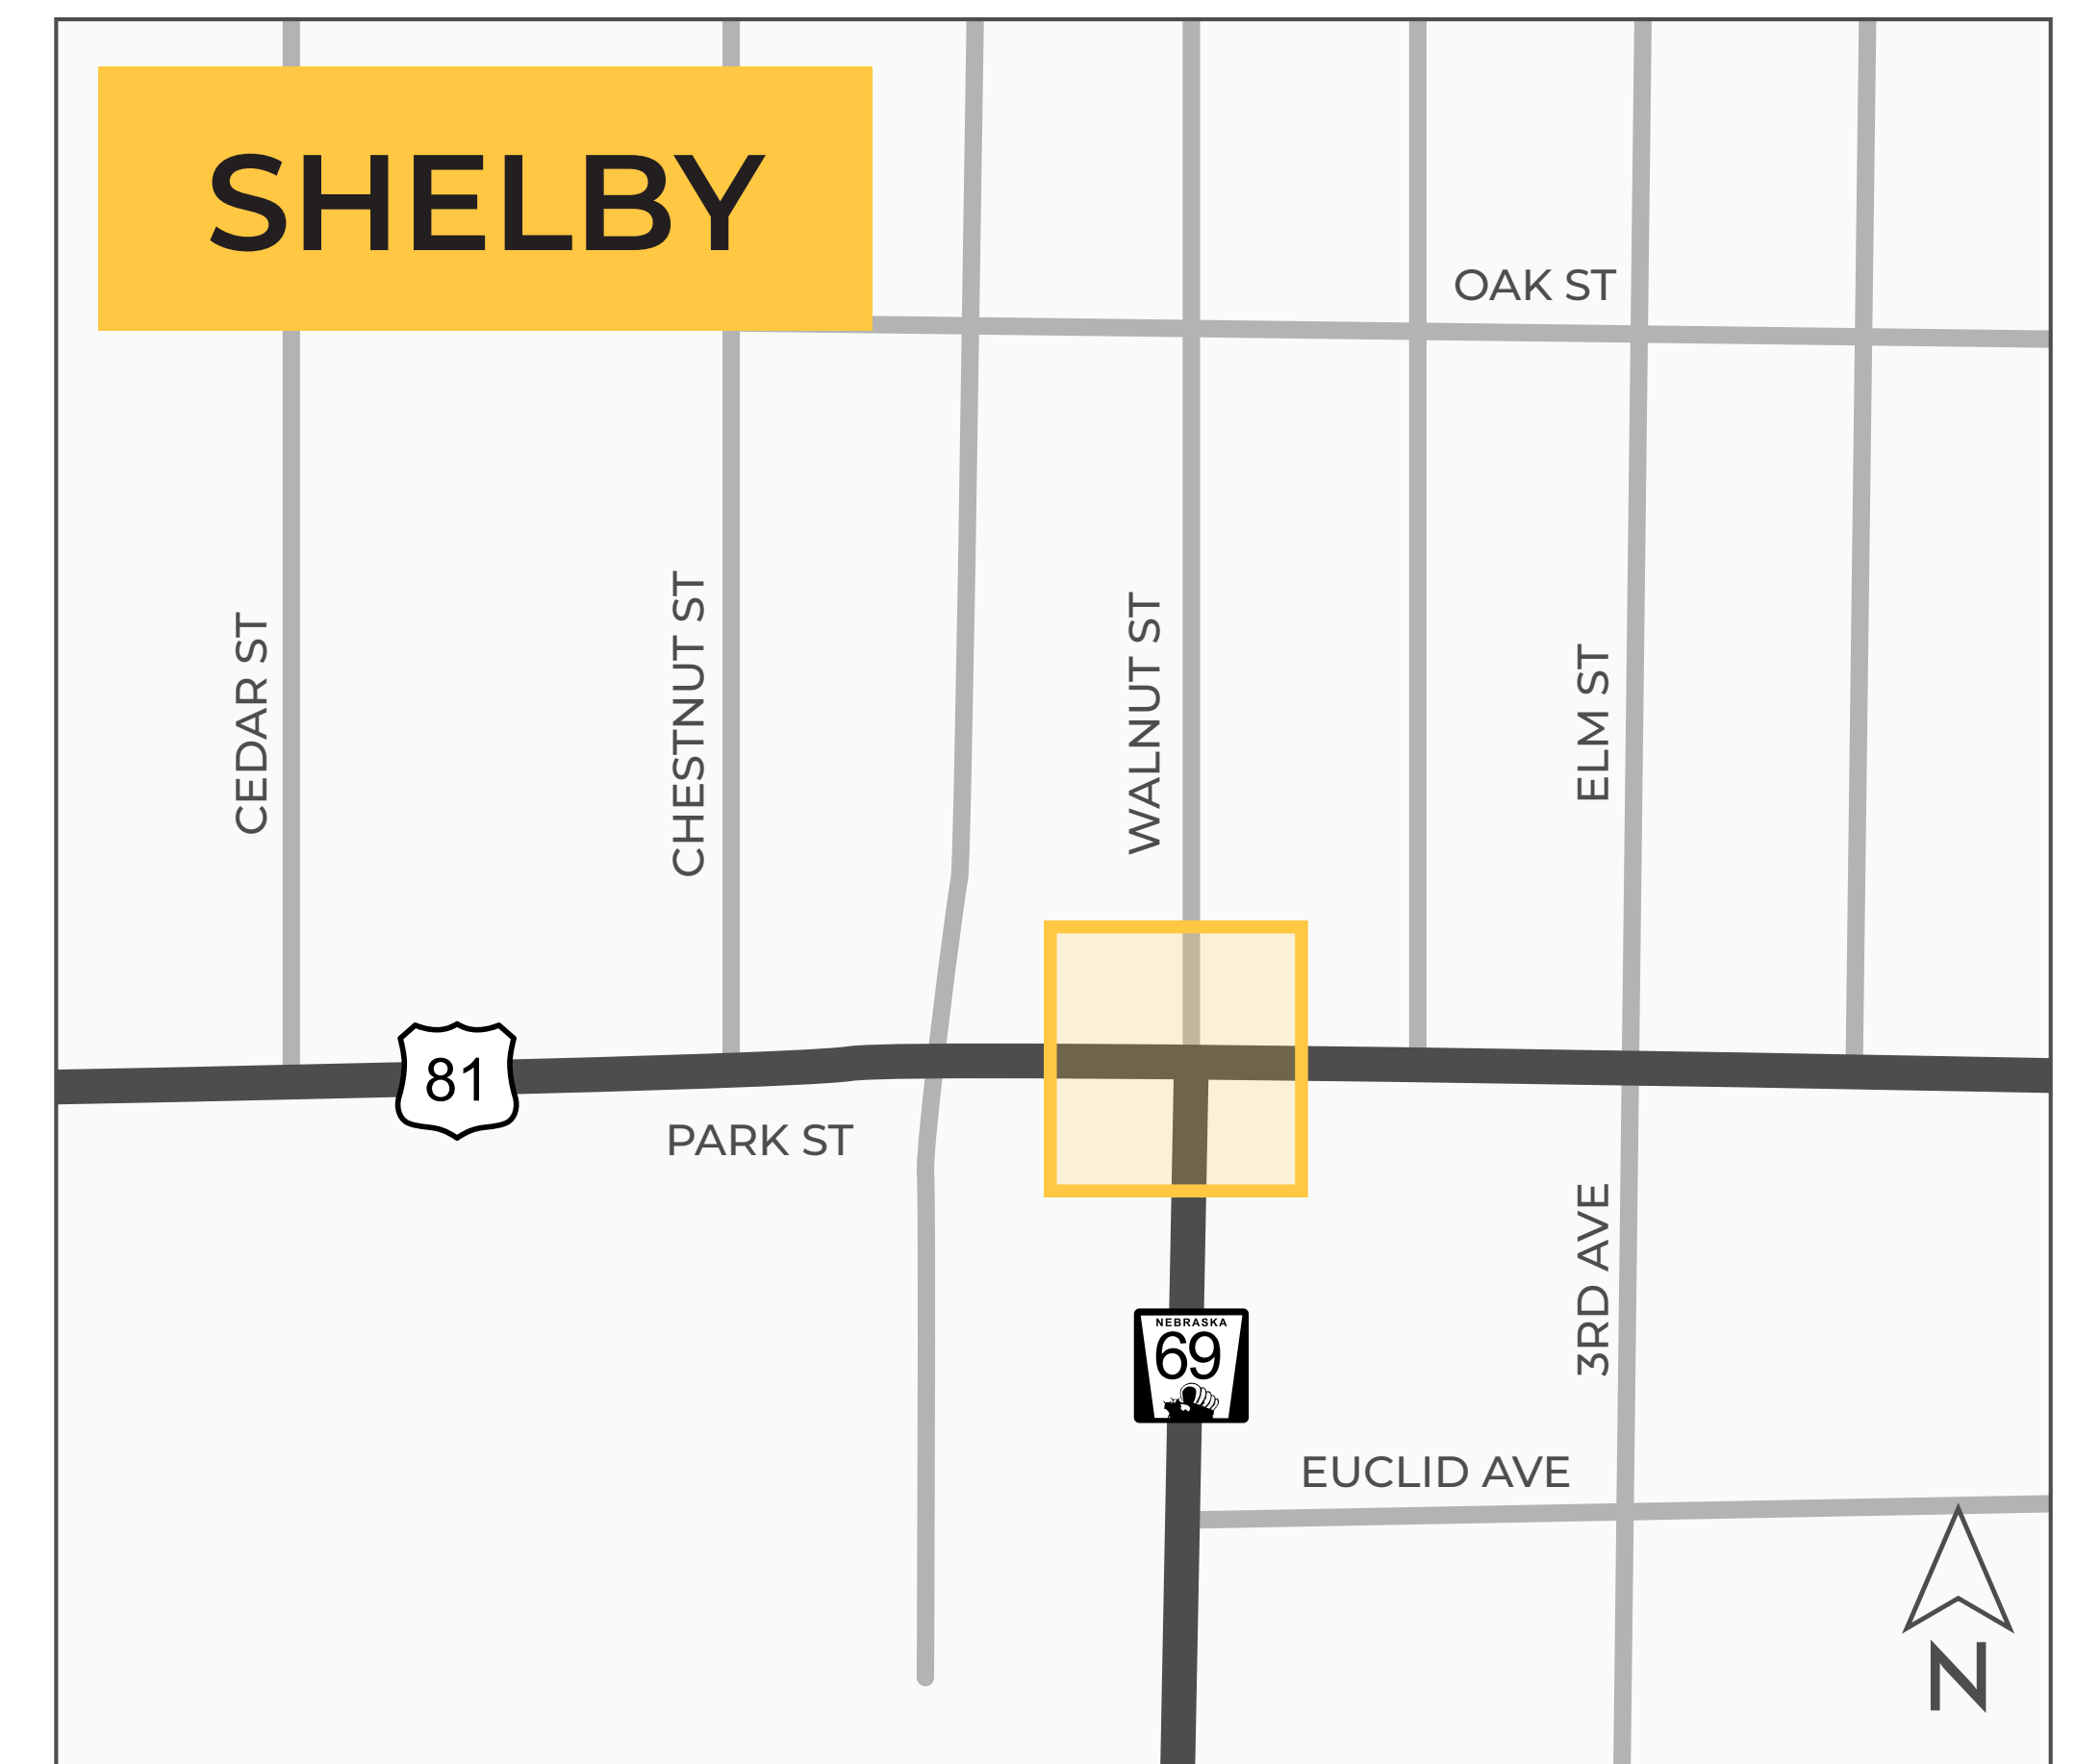 SHELBY
OAK ST
CEDAR ST
CHESTNUT ST
WALNUT ST
ELM ST
81
PARK ST
3RD AVE
NEBRASKA
69
EUCLID AVE
N